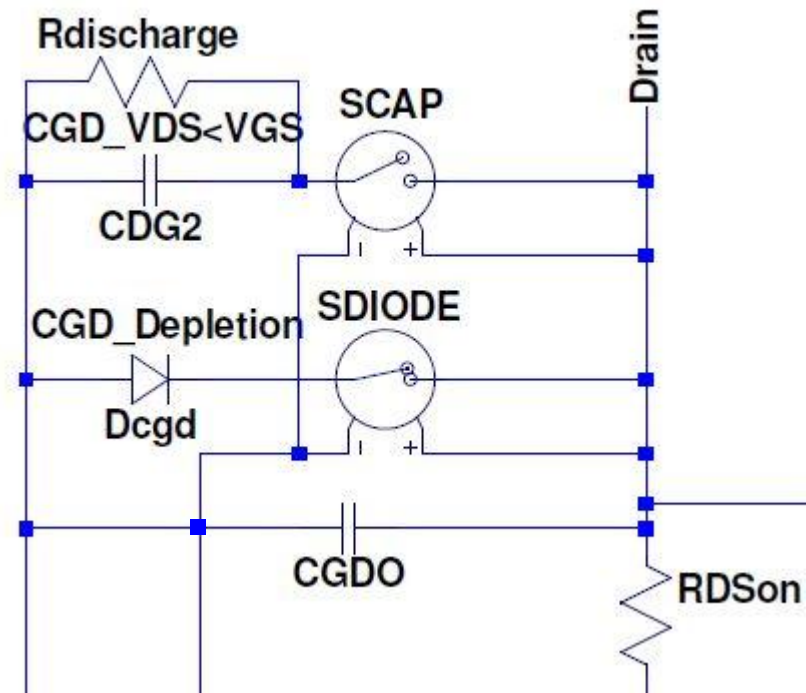 Rdischarge
Drain
SCAP
CGD_VDS<VGS
CDG2
- +
SDIODE
CGD_Depletion
Dcgd
- +
CGDO
RDSon